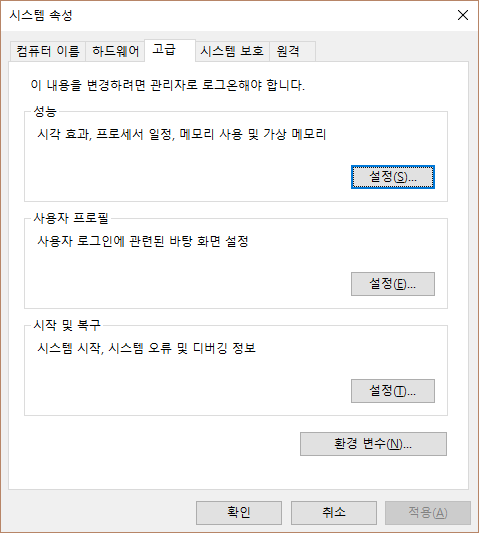 시스템 속성
컴퓨터 이름 하드웨어 고급 시스템 보호 원격
이 내용을 변경하려면 관리자로 로그온해야 합니다.
성능
시각 효과, 프로세서 일정, 메모리 사용 및 가상 메모리
설정(S)...
사용자 프로필
사용자 로그인에 관련된 바탕 화면 설정
설정(E)...
시작 및 복구
시스템 시작, 시스템 오류 및 디버깅 정보
설정(T)...
환경 변수(N)...
확인 취소 적용(A)